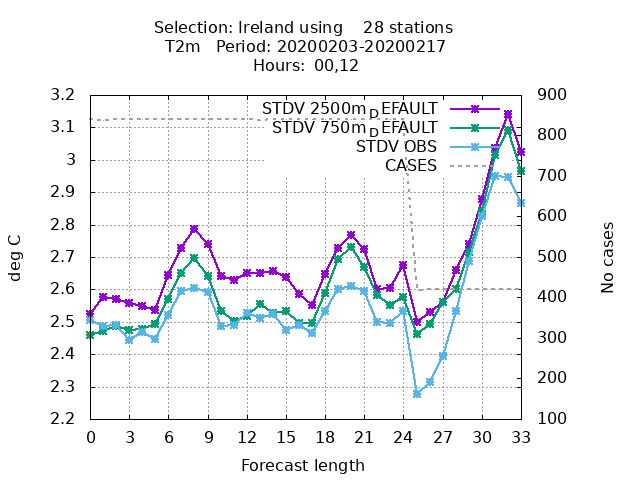 Selection: Ireland using    28 stations
T2m   Period: 20200203-20200217
Hours:  00,12
3.2
3.1
3
2.9
2.8
2.7
2.6
2.5
2.4
2.3
2.2
deg C
STDV 2500m_DEFAULT
STDV 750m_DEFAULT
STDV OBS
CASES
900
800
700
600
500
400
300
200
100
No cases
0 3 6 9 12 15 18 21 24 27 30 33
Forecast length